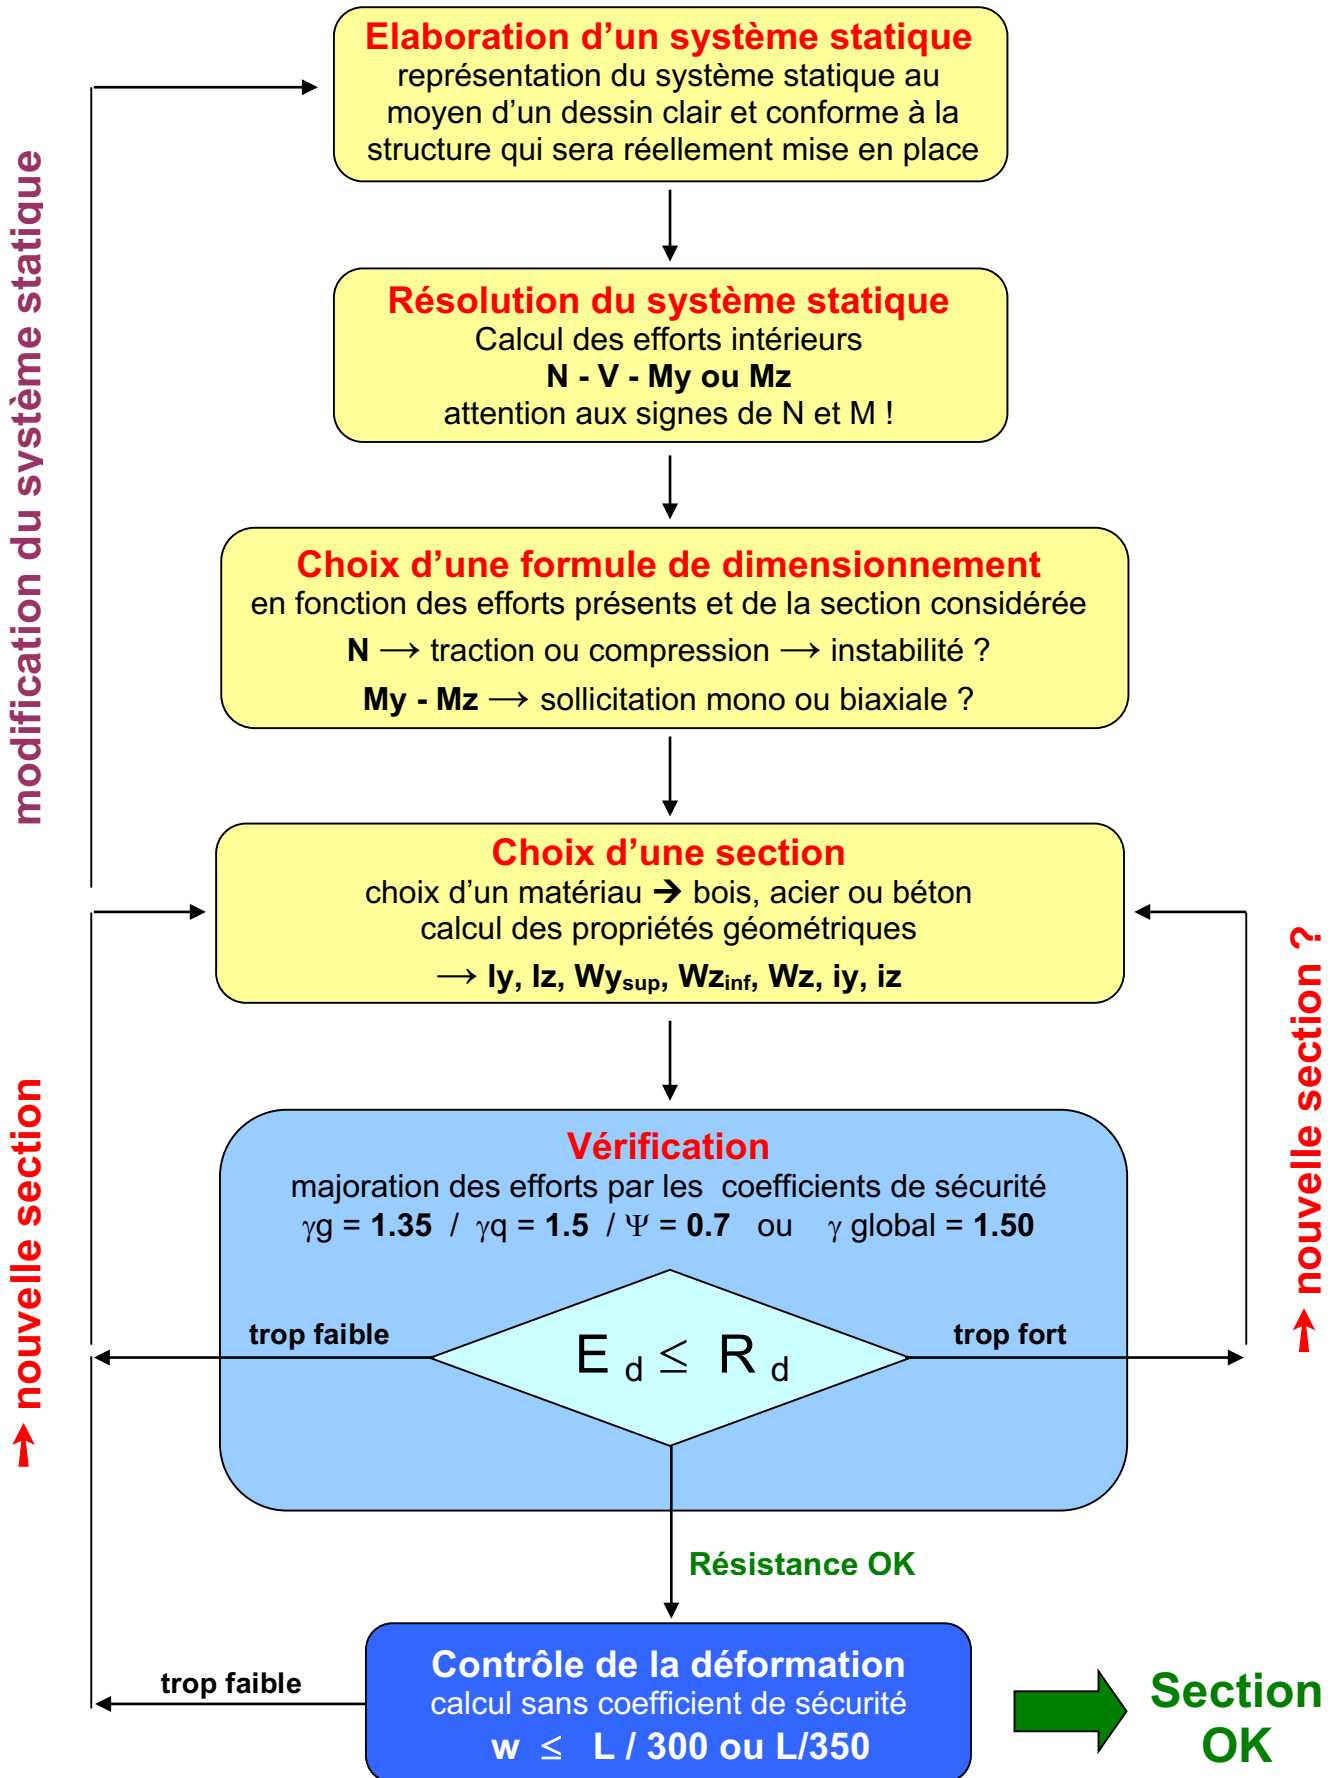 Elaboration d’un système statique
représentation du système statique au
moyen d’un dessin clair et conforme à la
structure qui sera réellement mise en place
modification du système statique
Résolution du système statique
Calcul des efforts intérieurs
N - V - My ou Mz
attention aux signes de N et M !
Choix d’une formule de dimensionnement
en fonction des efforts présents et de la section considérée
N → traction ou compression → instabilité ?
My - Mz → sollicitation mono ou biaxiale ?
Choix d’une section
choix d’un matériau ➔ bois, acier ou béton
calcul des propriétés géométriques
→ Iy, Iz, Wysup, Wzinf, Wz, iy, iz
➞ nouvelle section ?
➞ nouvelle section
Vérification
majoration des efforts par les coefficients de sécurité
γg = 1.35 / γq = 1.5 / Ψ = 0.7 ou γ global = 1.50
trop faible
E d ≤ R d
trop fort
Résistance OK
Contrôle de la déformation
calcul sans coefficient de sécurité
w ≤ L / 300 ou L/350
trop faible
Section
OK